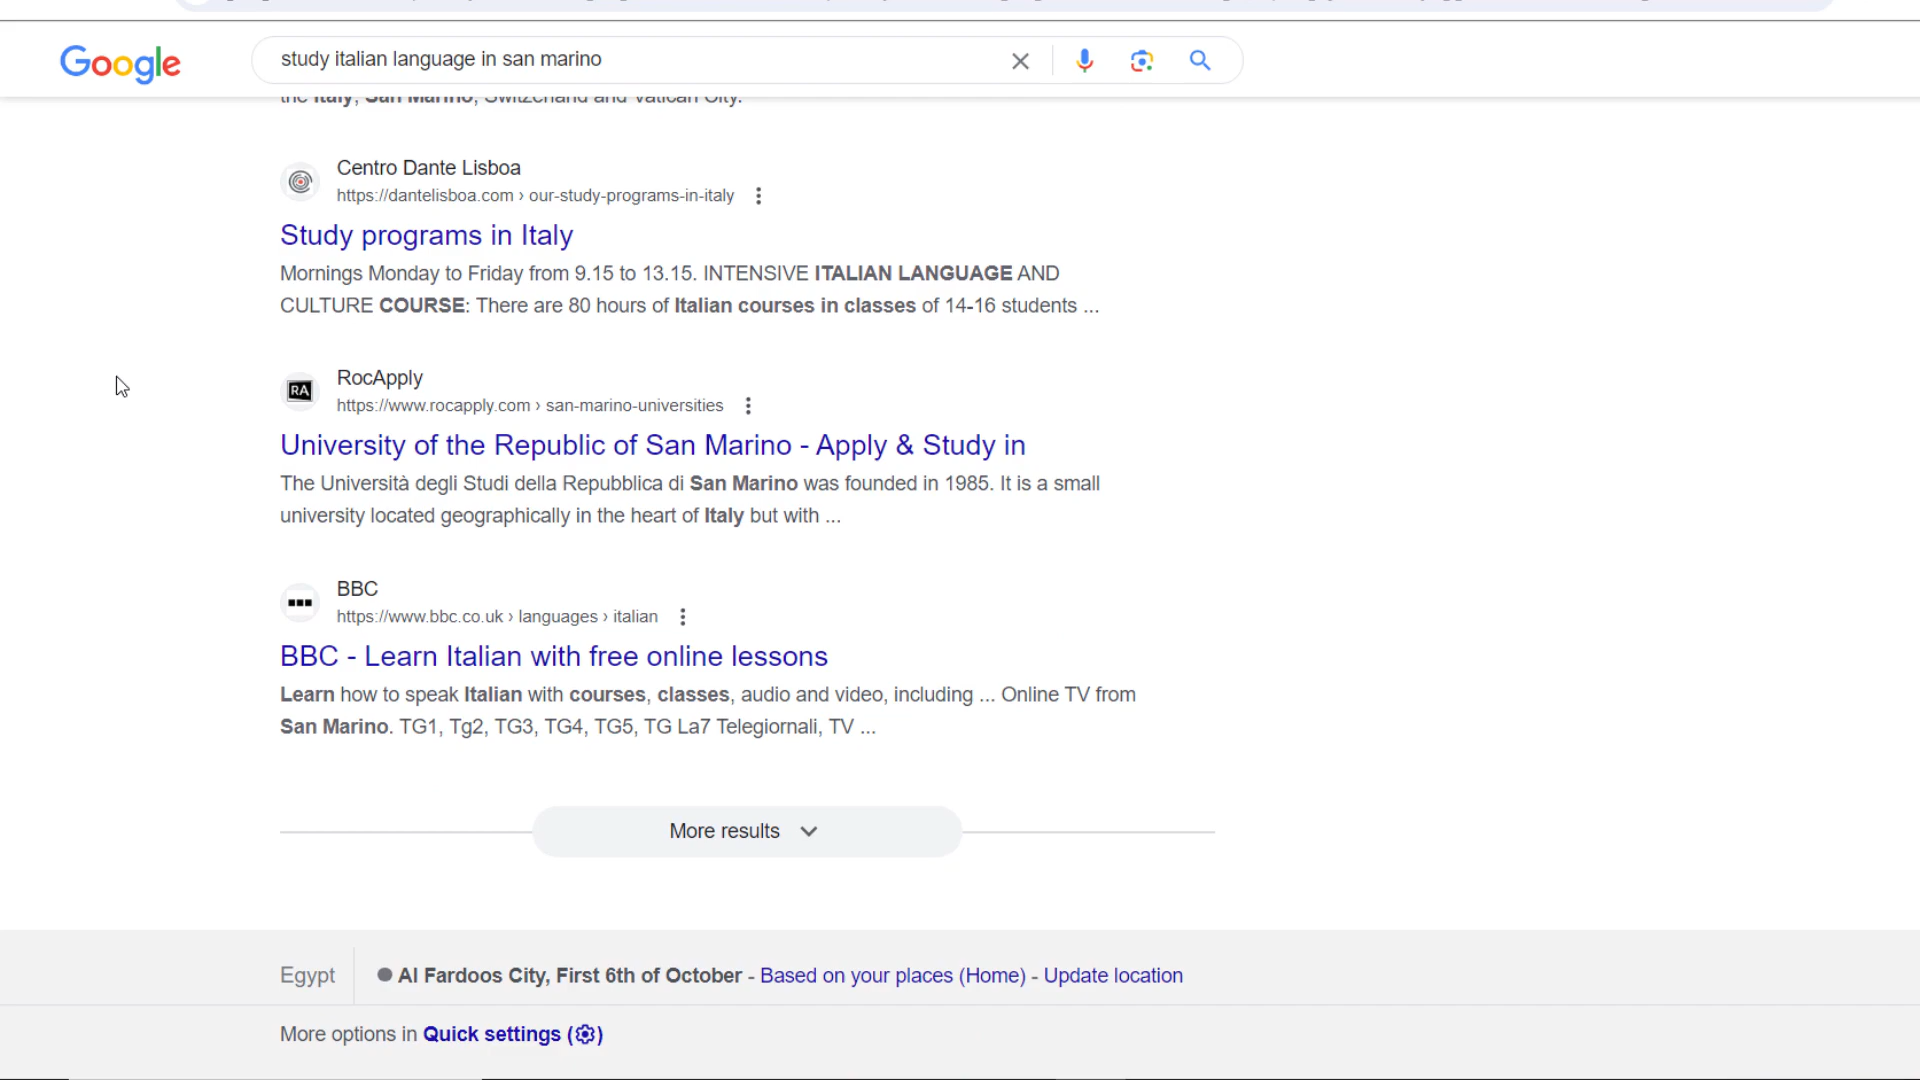 Google
study italian language in san marino
the Italy, San Marino, Switzerland and Vatican City.
Centro Dante Lisboa
https://dantelisboa.com › our-study-programs-in-italy
Study programs in Italy
Mornings Monday to Friday from 9.15 to 13.15. INTENSIVE ITALIAN LANGUAGE AND
CULTURE COURSE: There are 80 hours of Italian courses in classes of 14-16 students ...
RA
RocApply
https://www.rocapply.com › san-marino-universities
University of the Republic of San Marino - Apply & Study in
The Università degli Studi della Repubblica di San Marino was founded in 1985. It is a small
university located geographically in the heart of Italy but with ...
BBC
https://www.bbc.co.uk › languages › italian
BBC - Learn Italian with free online lessons
Learn how to speak Italian with courses, classes, audio and video, including ... Online TV from
San Marino. TG1, Tg2, TG3, TG4, TG5, TG La7 Telegiornali, TV ...
More results
Egypt
Al Fardoos City, First 6th of October - Based on your places (Home) - Update location
More options in Quick settings ( )